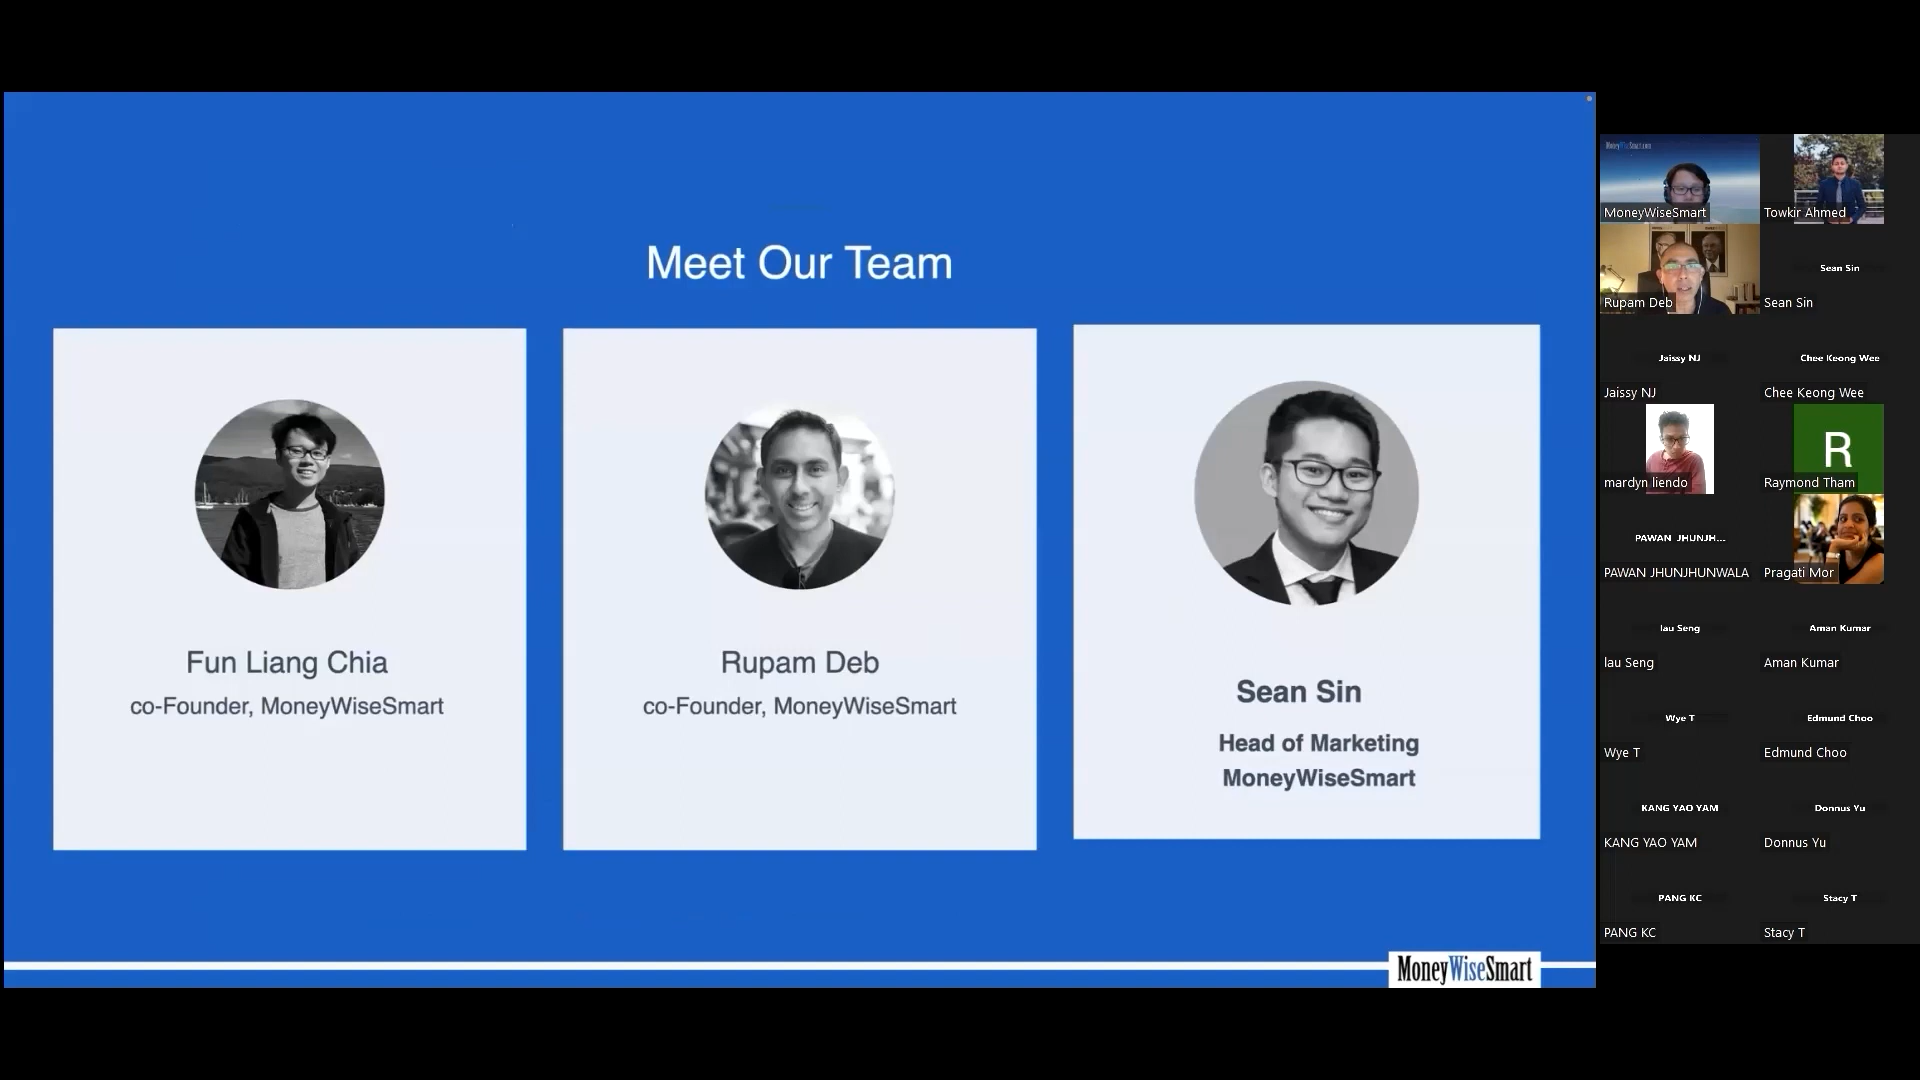 Meet Our Team
Fun Liang Chia
co-Founder, MoneyWiseSmart
Rupam Deb
co-Founder, MoneyWiseSmart
Sean Sin
Head of Marketing
MoneyWiseSmart
MoneyWiseSmart
MoneyWiseSmart.com
MoneyWiseSmart
Towkir Ahmed
Rupam Deb
Sean Sin
Sean Sin
Jaissy NJ
Jaissy NJ
Chee Keong Wee
Chee Keong Wee
mardyn liendo
R
Raymond Tham
PAWAN JHUNJH...
PAWAN JHUNJHUNWALA
Pragati Mor
lau Seng
lau Seng
Aman Kumar
Aman Kumar
Wye T
Wye T
Edmund Choo
Edmund Choo
KANG YAO YAM
KANG YAO YAM
Donnus Yu
Donnus Yu
PANG KC
PANG KC
Stacy T
Stacy T